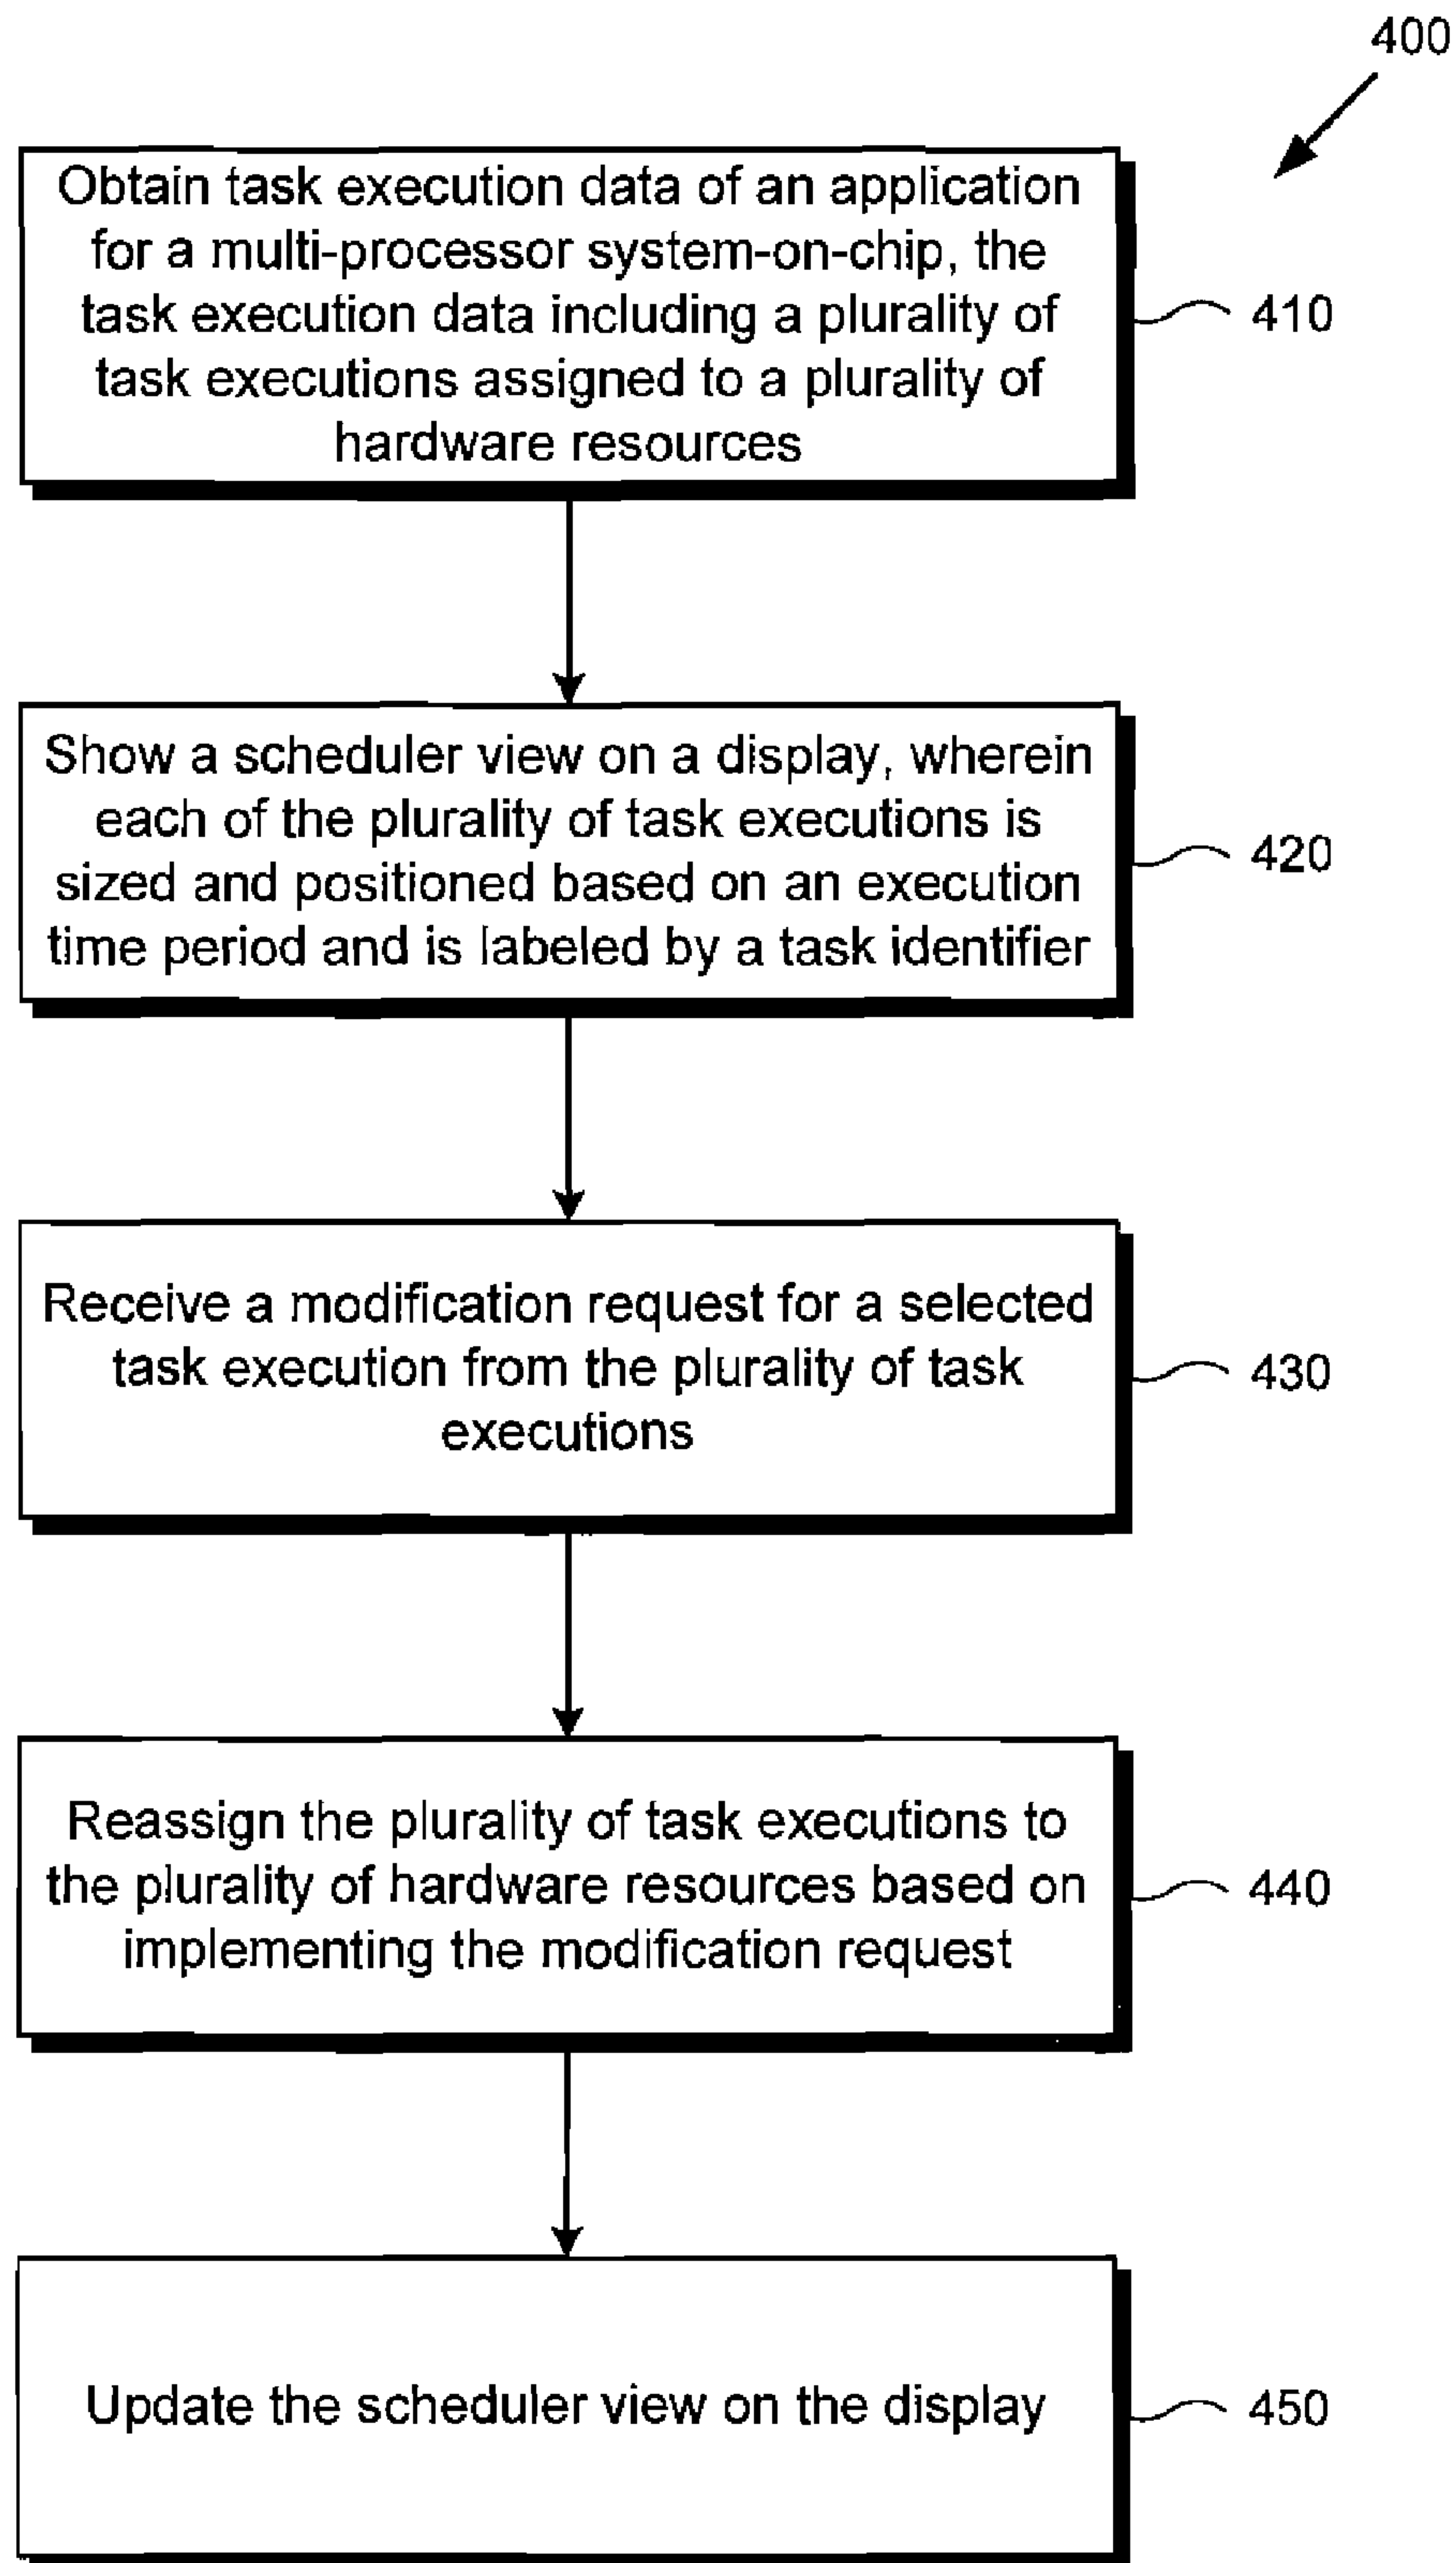 400
Obtain task execution data of an application
for a multi-processor system-on-chip, the
task execution data including a plurality of
task executions assigned to a plurality of
hardware resources
410
Show a scheduler view on a display, wherein
each of the plurality of task executions is
sized and positioned based on an execution
time period and is labeled by a task identifier
420
Receive a modification request for a selected
task execution from the plurality of task
executions
430
Reassign the plurality of task executions to
the plurality of hardware resources based on
implementing the modification request
440
Update the scheduler view on the display
450